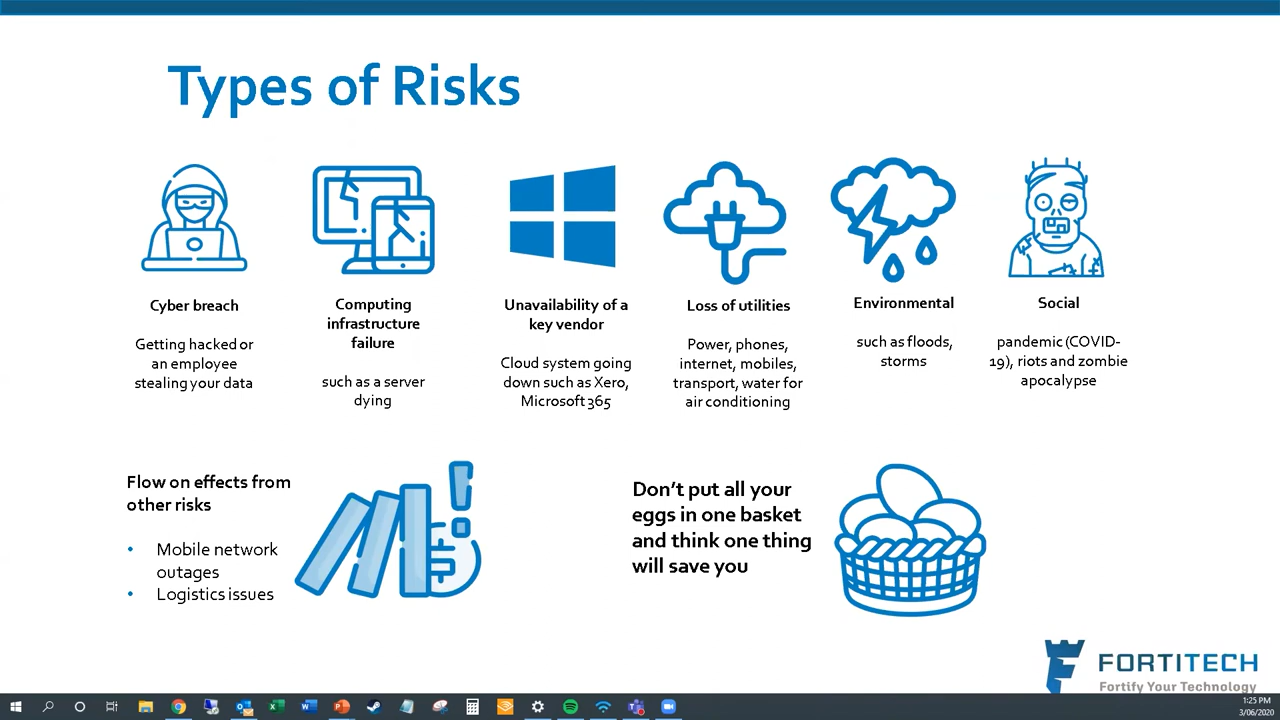 Types of Risks
Cyber breach
Getting hacked or
an employee
stealing your data
Computing
infrastructure
failure
such as a server
dying
Unavailability of a
key vendor
Cloud system going
down such as Xero,
Microsoft 365
Loss of utilities
Power, phones,
internet, mobiles,
transport, water for
air conditioning
Environmental
such as floods,
storms
Social
pandemic (COVID-
19), riots and zombie
apocalypse
Flow on effects from
other risks
• Mobile network
outages
• Logistics issues
Don't put all your
eggs in one basket
and think one thing
will save you
FORTITECH
Fortify Your Technology
1:25 PM
3/06/2020